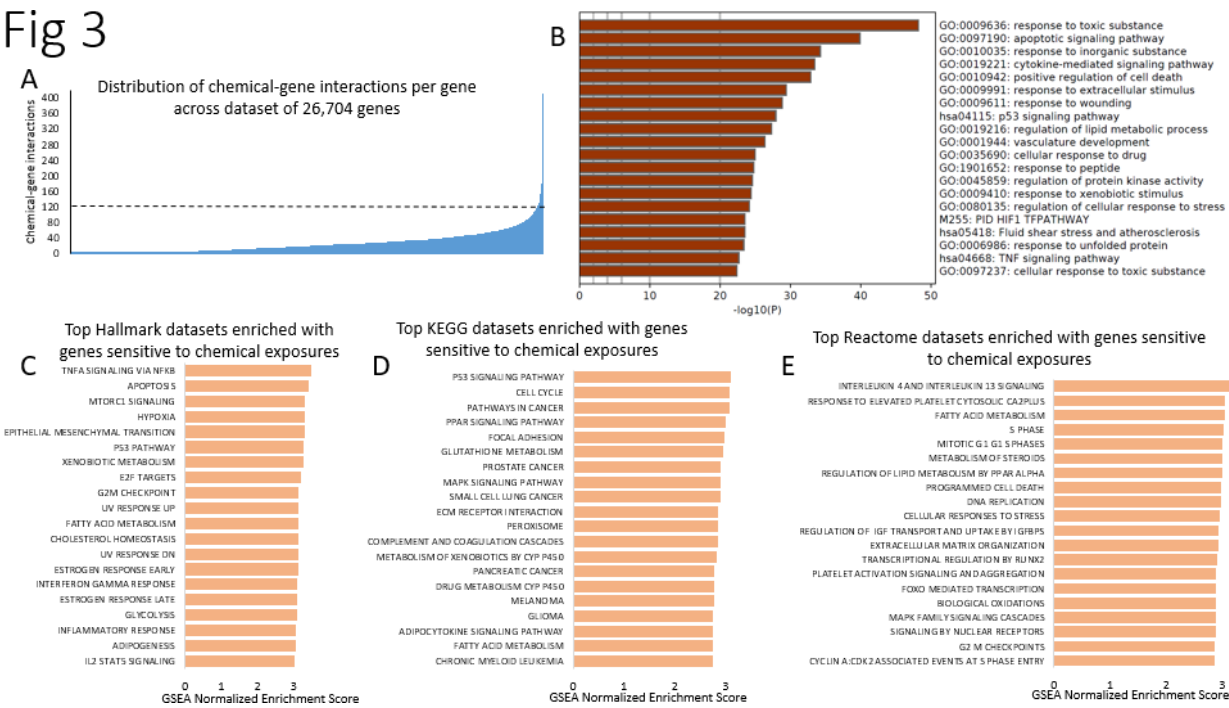 Fig 3
A
Distribution of chemical-gene interactions per gene
across dataset of 26,704 genes
chemical-gene interactions
400
360
320
280
240
200
160
120
80
40
0
B
GO:0009636: response to toxic substance
GO:0097190: apoptotic signaling pathway
GO:0010035: response to inorganic substance
GO:0019221: cytokine-mediated signaling pathway
GO:0010942: positive regulation of cell death
GO:0009991: response to extracellular stimulus
GO:0009611: response to wounding
hsa04115: p53 signaling pathway
GO:0019216: regulation of lipid metabolic process
GO:0001944: vasculature development
GO:0035690: cellular response to drug
GO:1901652: response to peptide
GO:0045859: regulation of protein kinase activity
GO:0009410: response to xenobiotic stimulus
GO:0080135: regulation of cellular response to stress
M255: PID HIF1 TFPATHWAY
hsa05418: Fluid shear stress and atherosclerosis
GO:0006986: response to unfolded protein
hsa04668: TNF signaling pathway
GO:0097237: cellular response to toxic substance
0 10 20 30 40 50
-log10(P)
Top Hallmark datasets enriched with
genes sensitive to chemical exposures
C
TNFA SIGNALING VIA NFKB
APOPTOSIS
MTORC1 SIGNALING
HYPOXIA
EPITHELIAL MESENCHYMAL TRANSITION
P53 PATHWAY
XENOBIOTIC METABOLISM
E2F TARGETS
G2M CHECKPOINT
UV RESPONSE UP
FATTY ACID METABOLISM
CHOLESTEROL HOMEOSTASIS
UV RESPONSE DN
ESTROGEN RESPONSE EARLY
INTERFERON GAMMA RESPONSE
ESTROGEN RESPONSE LATE
GLYCOLYSIS
INFLAMMATORY RESPONSE
ADIPOGENESIS
IL2 STAT5 SIGNALING
0 1 2 3
GSEA Normalized Enrichment Score
Top KEGG datasets enriched with genes
sensitive to chemical exposures
D
P53 SIGNALING PATHWAY
CELL CYCLE
PATHWAYS IN CANCER
PPAR SIGNALING PATHWAY
FOCAL ADHESION
GLUTATHIONE METABOLISM
PROSTATE CANCER
MAPK SIGNALING PATHWAY
SMALL CELL LUNG CANCER
ECM RECEPTOR INTERACTION
PEROXISOME
COMPLEMENT AND COAGULATION CASCADES
METABOLISM OF XENOBIOTICS BY CYP P450
PANCREATIC CANCER
DRUG METABOLISM CYP P450
MELANOMA
GLIOMA
ADIPOCYTOKINE SIGNALING PATHWAY
FATTY ACID METABOLISM
CHRONIC MYELOID LEUKEMIA
0 1 2 3
GSEA Normalized Enrichment Score
Top Reactome datasets enriched with genes sensitive
to chemical exposures
E
INTERLEUKIN 4 AND INTERLEUKIN 13 SIGNALING
RESPONSE TO ELEVATED PLATELET CYTOSOLIC CA2PLUS
FATTY ACID METABOLISM
S PHASE
MITOTIC G1 G1 S PHASES
METABOLISM OF STEROIDS
REGULATION OF LIPID METABOLISM BY PPAR ALPHA
PROGRAMMED CELL DEATH
DNA REPLICATION
CELLULAR RESPONSES TO STRESS
REGULATION OF IGF TRANSPORT AND UPTAKE BY IGFBPS
EXTRACELLULAR MATRIX ORGANIZATION
TRANSCRIPTIONAL REGULATION BY RUNX2
PLATELET ACTIVATION SIGNALING AND AGGREGATION
FOXO MEDIATED TRANSCRIPTION
BIOLOGICAL OXIDATIONS
MAPK FAMILY SIGNALING CASCADES
SIGNALING BY NUCLEAR RECEPTORS
G2 M CHECKPOINTS
CYCLIN A:CDK2 ASSOCIATED EVENTS AT S PHASE ENTRY
0 1 2 3
GSEA Normalized Enrichment Score